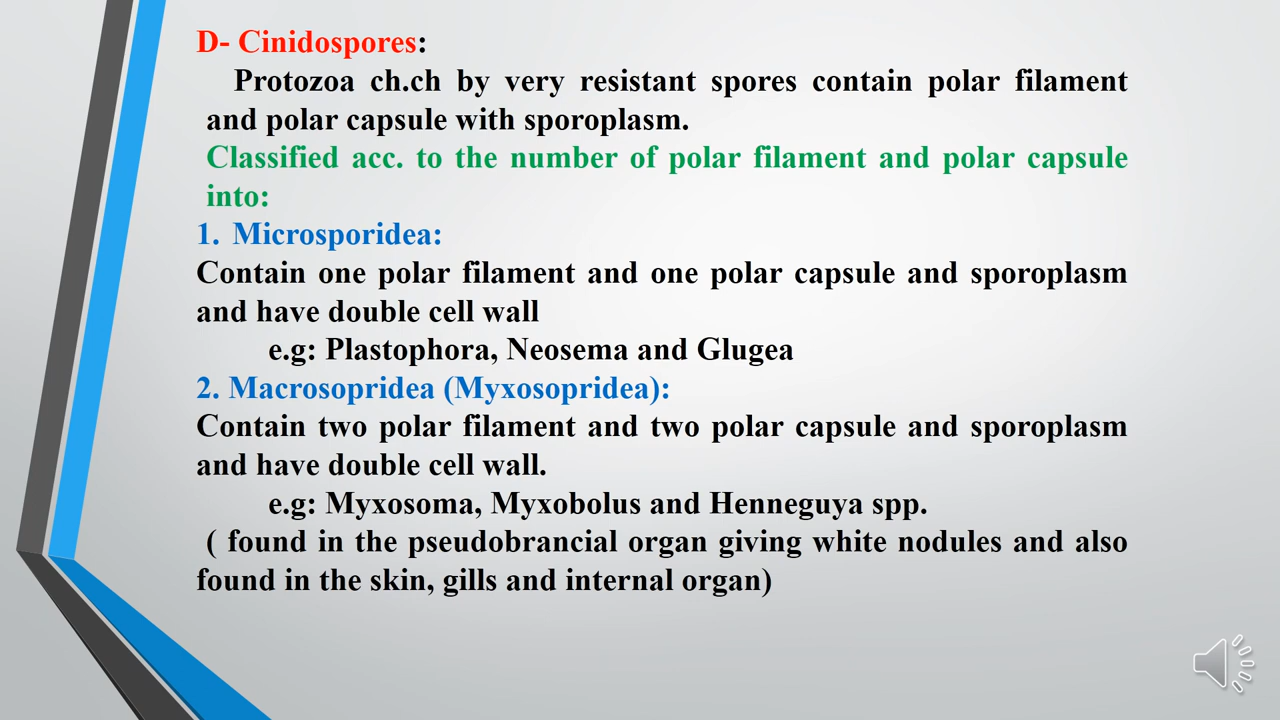 D- Cinidospores:
Protozoa ch.ch by very resistant spores contain polar filament
and polar capsule with sporoplasm.
Classified acc. to the number of polar filament and polar capsule
into:
1. Microsporidea:
Contain one polar filament and one polar capsule and sporoplasm
and have double cell wall
e.g: Plastophora, Neosema and Glugea
2. Macrosopridea (Myxosopridea):
Contain two polar filament and two polar capsule and sporoplasm
and have double cell wall.
e.g: Myxosoma, Myxobolus and Henneguya spp.
( found in the pseudobrancial organ giving white nodules and also
found in the skin, gills and internal organ)